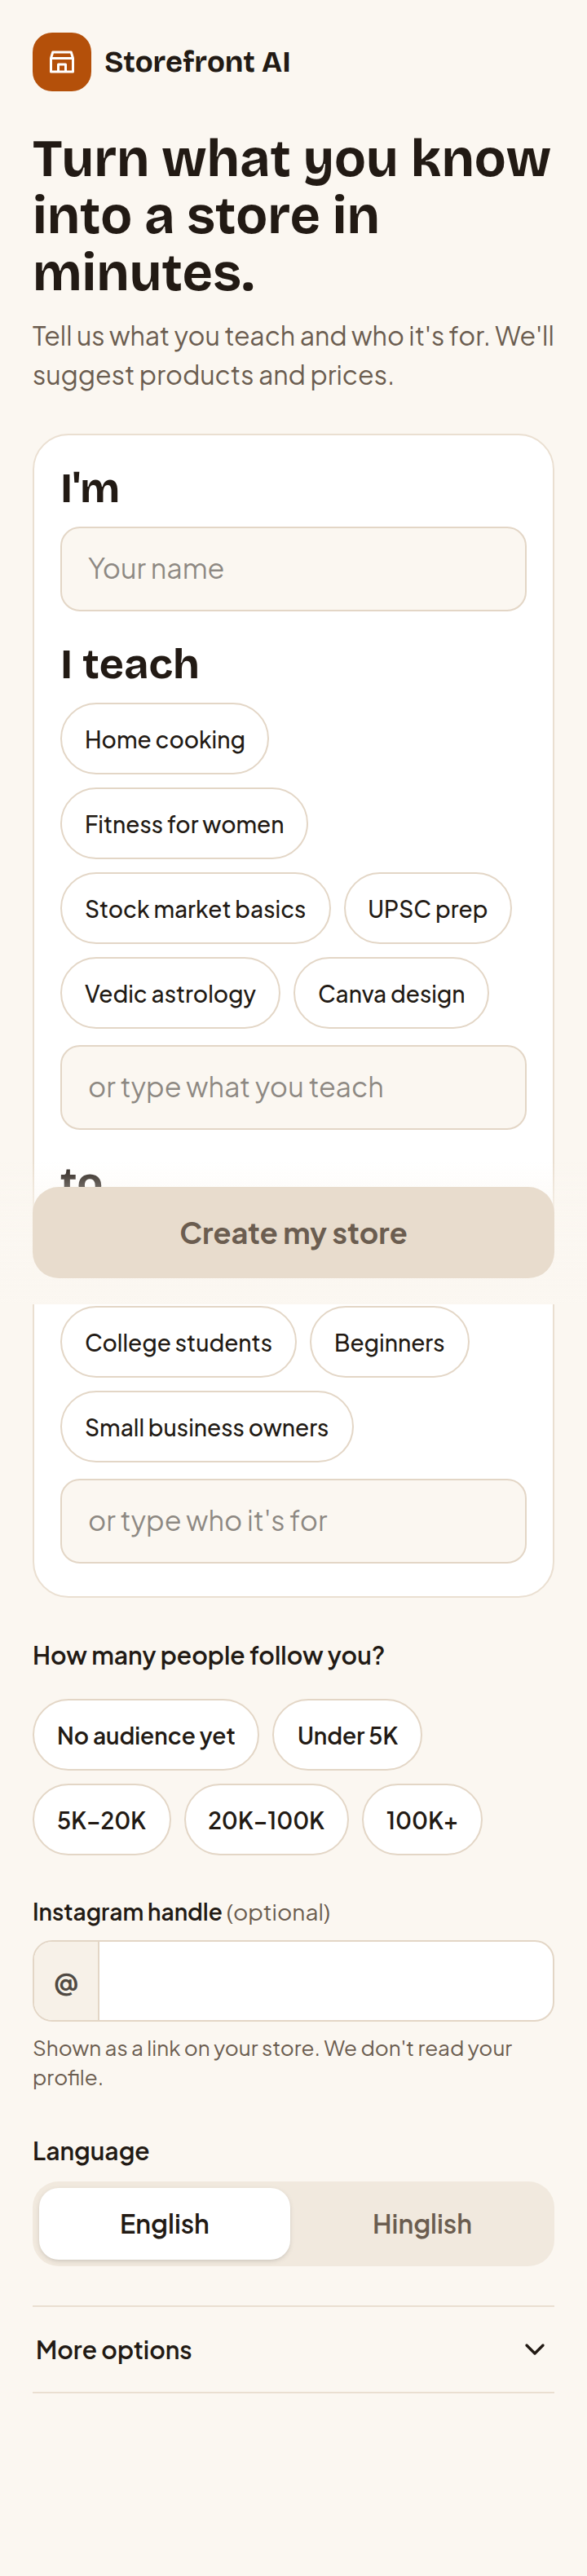 Storefront AI
Turn what you know
into a store in
minutes.
Tell us what you teach and who it's for. We'll
suggest products and prices.
I'm
Your name
I teach
Home cooking
Fitness for women
Stock market basics
UPSC prep
Vedic astrology
Canva design
or type what you teach
to
Create my store
College students
Beginners
Small business owners
or type who it's for
How many people follow you?
No audience yet
Under 5K
5K–20K
20K–100K
100K+
Instagram handle (optional)
@
Shown as a link on your store. We don't read your
profile.
Language
English
Hinglish
More options